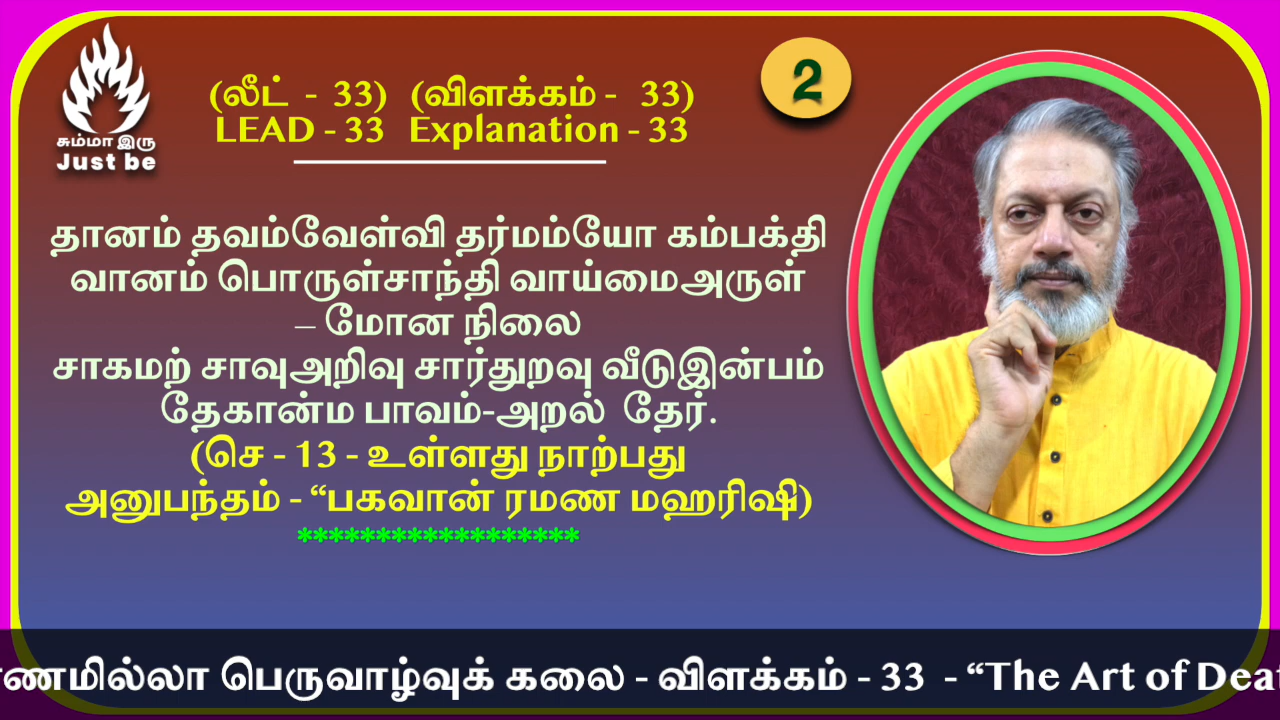 சும்மா இரு
Just be
(லீட் - 33) (விளக்கம் - 33)
LEAD - 33 Explanation - 33
2
தானம் தவம்வேள்வி தர்மம்யோ கம்பக்தி
வானம் பொருள்சாந்தி வாய்மைஅருள்
– மோன நிலை
சாகமற் சாவுஅறிவு சார்துறவு வீடுஇன்பம்
தேகான்ம பாவம்-அறல் தேர்.
(செ - 13 - உள்ளது நாற்பது
அனுபந்தம் - “பகவான் ரமண மஹரிஷி)
******************
ணமில்லா பெருவாழ்வுக் கலை - விளக்கம் - 33 - “The Art of Deat